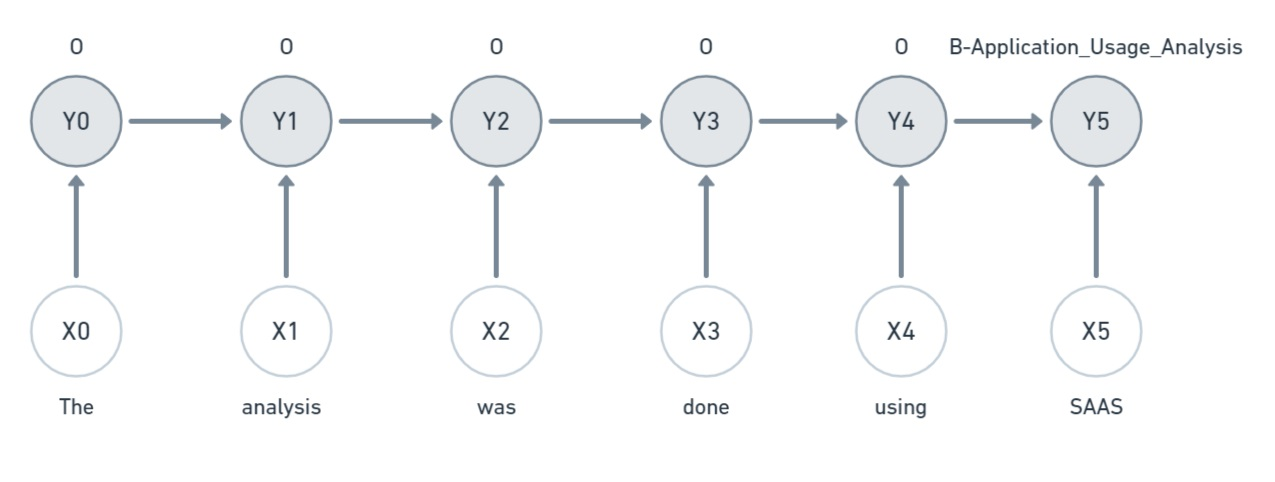 O O O O O B-Application_Usage_Analysis
Y0 Y1 Y2 Y3 Y4 Y5
X0 X1 X2 X3 X4 X5
The analysis was done using SAAS